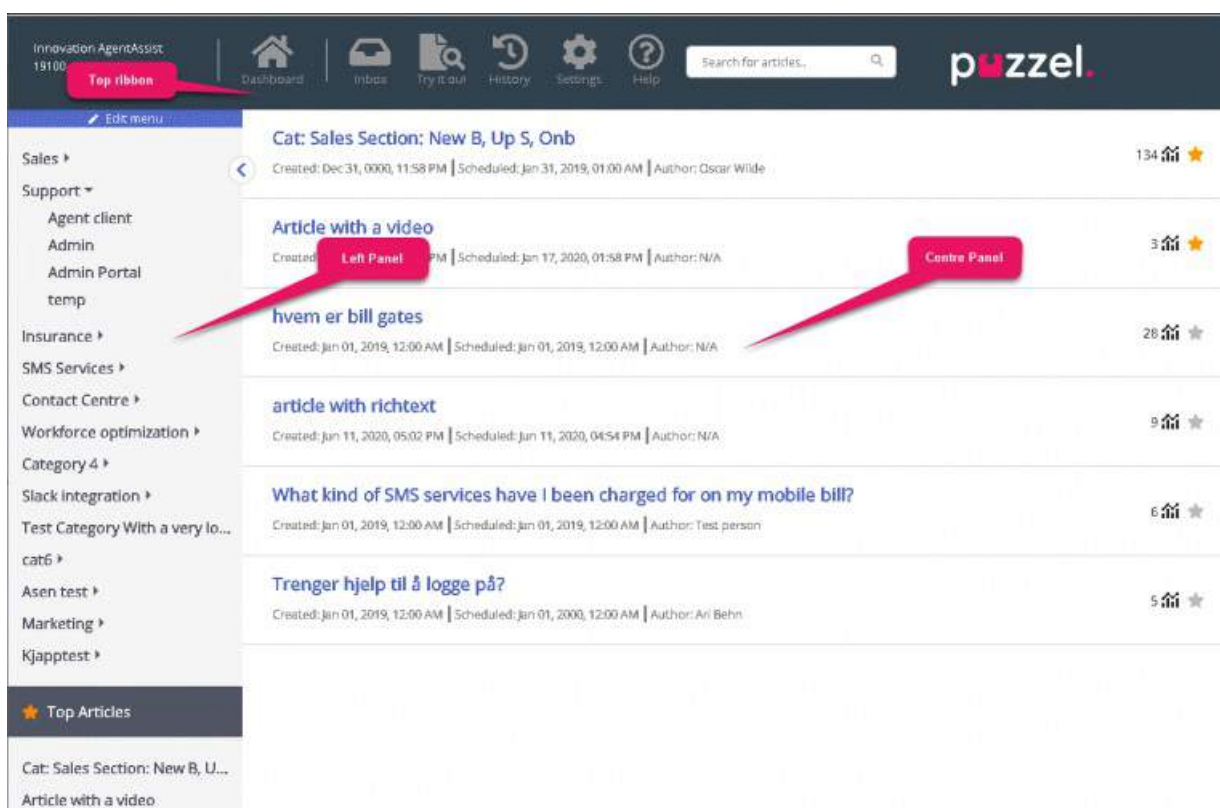 Innovation AgentAssist
19100
Top ribbon
Dashboard
Inbox
Try it out
History
Settings
Help
Search for articles..
puzzel.
Edit menu
Sales
Support
Agent client
Admin
Admin Portal
temp
Insurance
SMS Services
Contact Centre
Workforce optimization
Category 4
Slack integration
Test Category With a very lo...
cat6
Asen test
Marketing
Kjapptest
Top Articles
Cat: Sales Section: New B, U...
Article with a video
Cat: Sales Section: New B, Up S, Onb
Created: Dec 31, 0000, 11:58 PM | Scheduled: Jan 31, 2019, 01:00 AM | Author: Oscar Wilde
134
Article with a video
Created PM | Scheduled: Jan 17, 2020, 01:58 PM | Author: N/A
3
Left Panel
Centre Panel
hvem er bill gates
Created: Jan 01, 2019, 12:00 AM | Scheduled: Jan 01, 2019, 12:00 AM | Author: N/A
28
article with richtext
Created: Jun 11, 2020, 05:02 PM | Scheduled: Jun 11, 2020, 04:54 PM | Author: N/A
9
What kind of SMS services have I been charged for on my mobile bill?
Created: Jan 01, 2019, 12:00 AM | Scheduled: Jan 01, 2019, 12:00 AM | Author: Test person
6
Trenger hjelp til å logge på?
Created: Jan 01, 2019, 12:00 AM | Scheduled: Jan 01, 2000, 12:00 AM | Author: Ari Behn
5